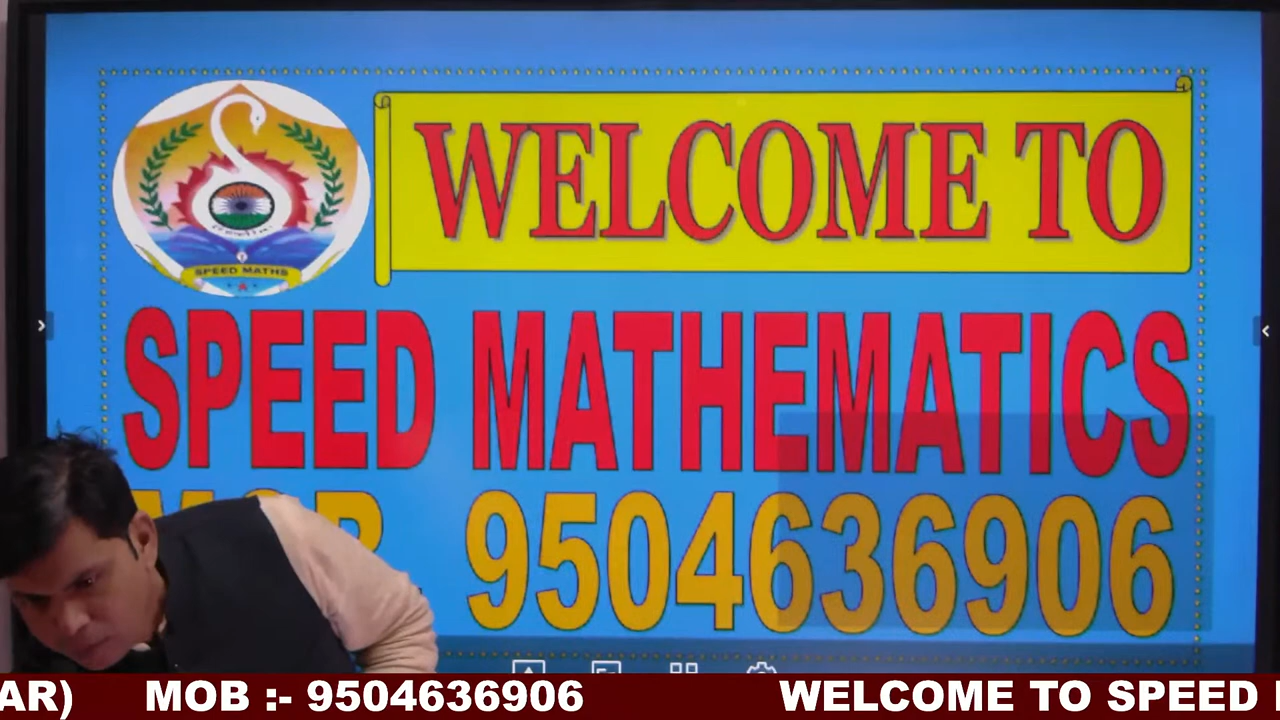 WELCOME TO
SPEED MATHS
SPEED MATHEMATICS
9504636906
AR) MOB :- 9504636906 WELCOME TO SPEED